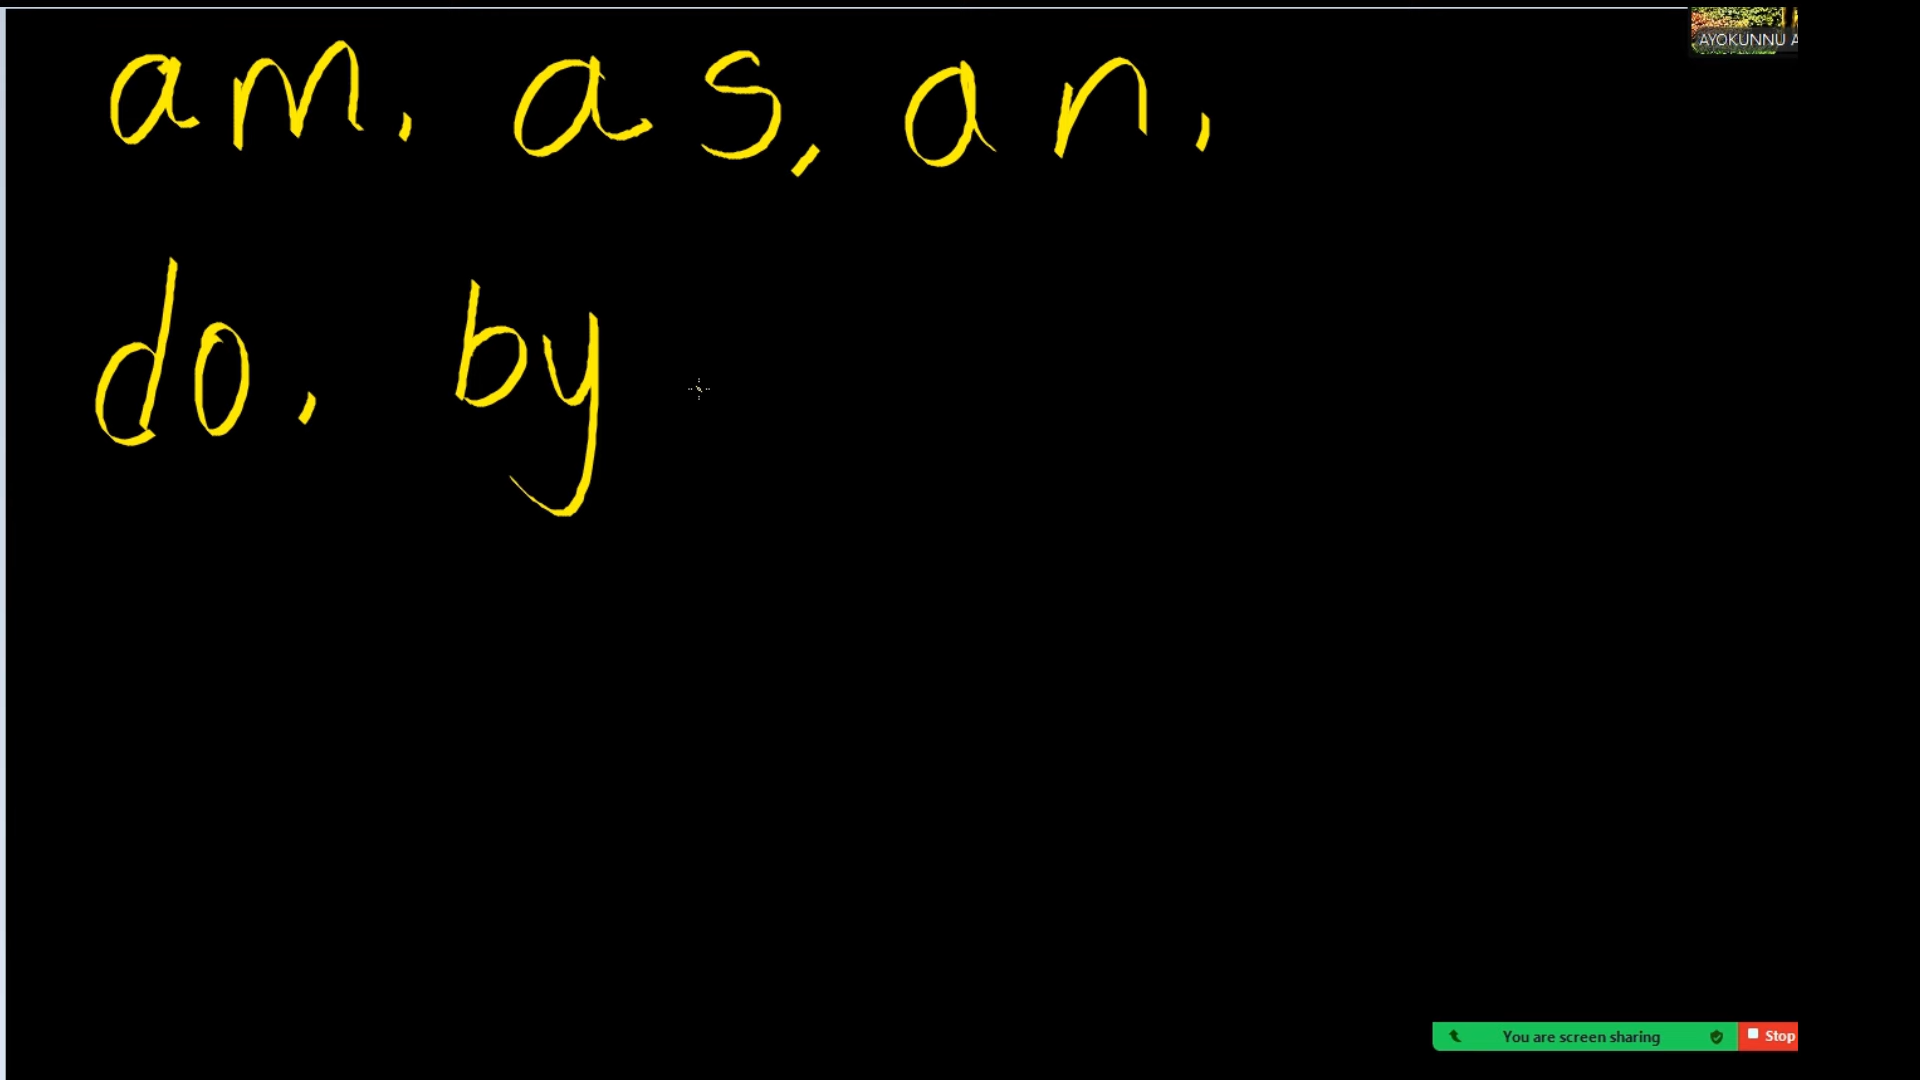 AYOKUNNU A
am, as, an,
do, by
You are screen sharing
Stop